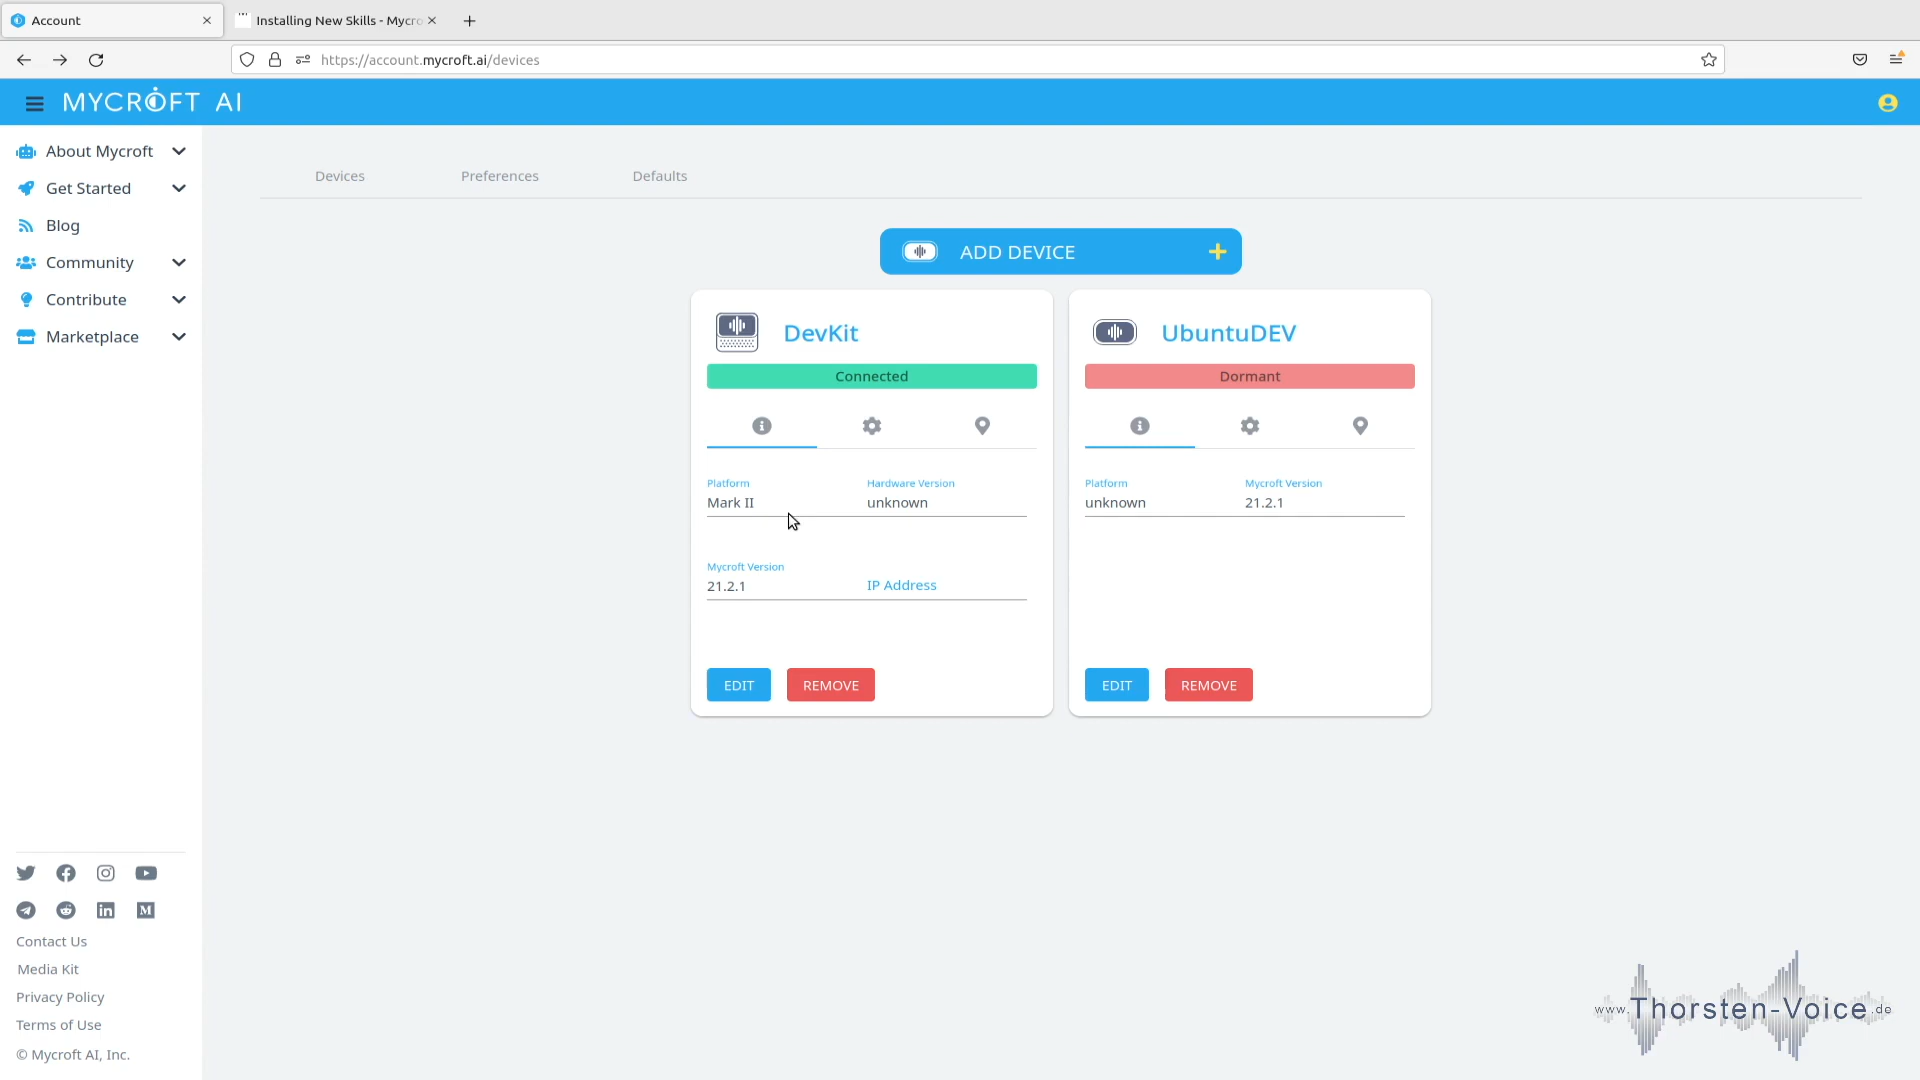 Account
Installing New Skills - Mycro
https://account.mycroft.ai/devices
MYCROFT AI
About Mycroft
Get Started
Blog
Community
Contribute
Marketplace
Devices Preferences Defaults
ADD DEVICE
DevKit
Connected
Platform Hardware Version
Mark II unknown
Mycroft Version
21.2.1 IP Address
EDIT REMOVE
UbuntuDEV
Dormant
Platform Mycroft Version
unknown 21.2.1
EDIT REMOVE
Contact Us
Media Kit
Privacy Policy
Terms of Use
© Mycroft AI, Inc.
www.Thorsten-Voice.de